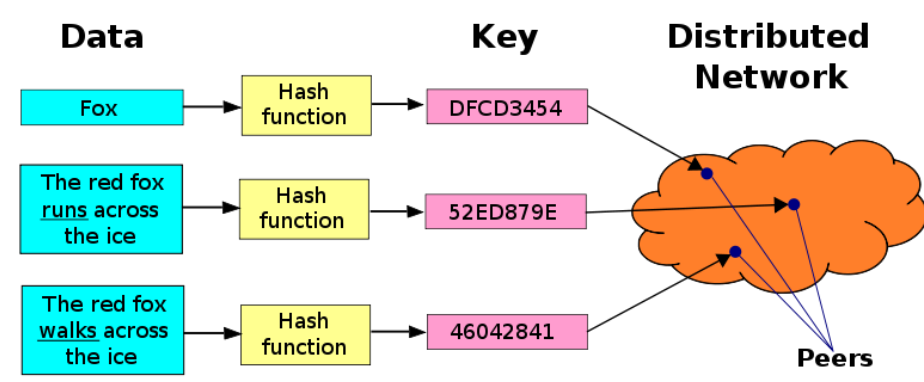 Data
Key
Distributed
Network
Fox
Hash
function
DFCD3454
The red fox
runs across
the ice
Hash
function
52ED879E
The red fox
walks across
the ice
Hash
function
46042841
Peers